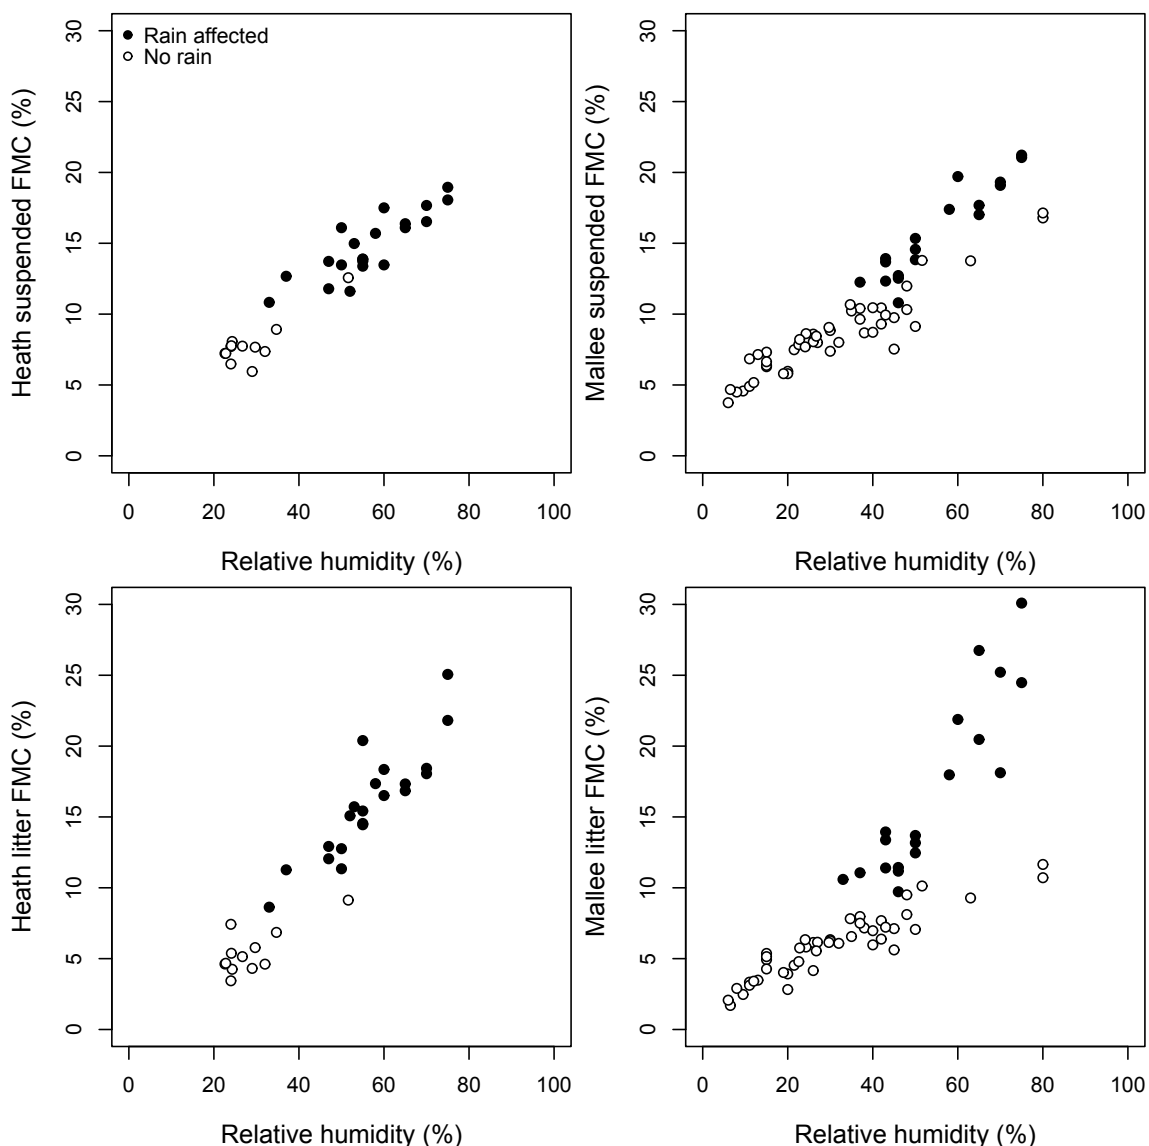 Rain affected
No rain
Heath suspended FMC (%)
30
25
20
15
10
5
0
0 20 40 60 80 100
Relative humidity (%)
Mallee suspended FMC (%)
30
25
20
15
10
5
0
0 20 40 60 80 100
Relative humidity (%)
Heath litter FMC (%)
30
25
20
15
10
5
0
0 20 40 60 80 100
Relative humidity (%)
Mallee litter FMC (%)
30
25
20
15
10
5
0
0 20 40 60 80 100
Relative humidity (%)